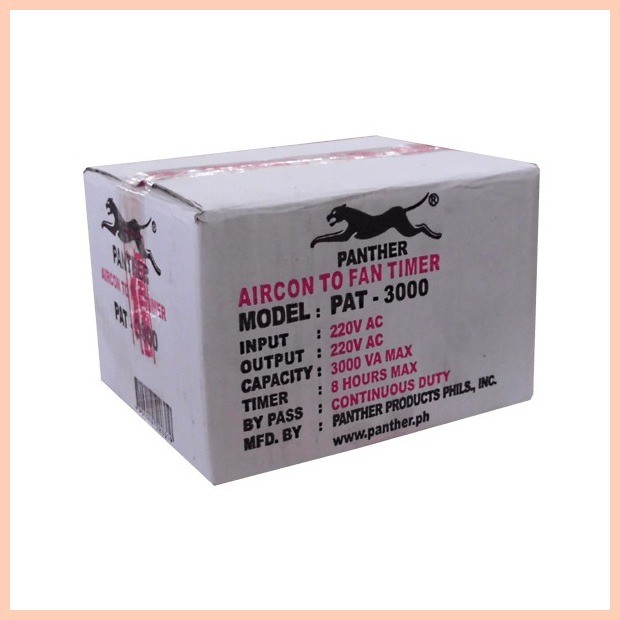 PANTHER
AIRCON TO FAN TIMER
PAT - 3000
®
PANTHER
AIRCON TO FAN TIMER
MODEL : PAT - 3000
INPUT : 220V AC
OUTPUT : 220V AC
CAPACITY : 3000 VA MAX
TIMER : 8 HOURS MAX
BY PASS : CONTINUOUS DUTY
MFD. BY : PANTHER PRODUCTS PHILS., INC.
www.panther.ph